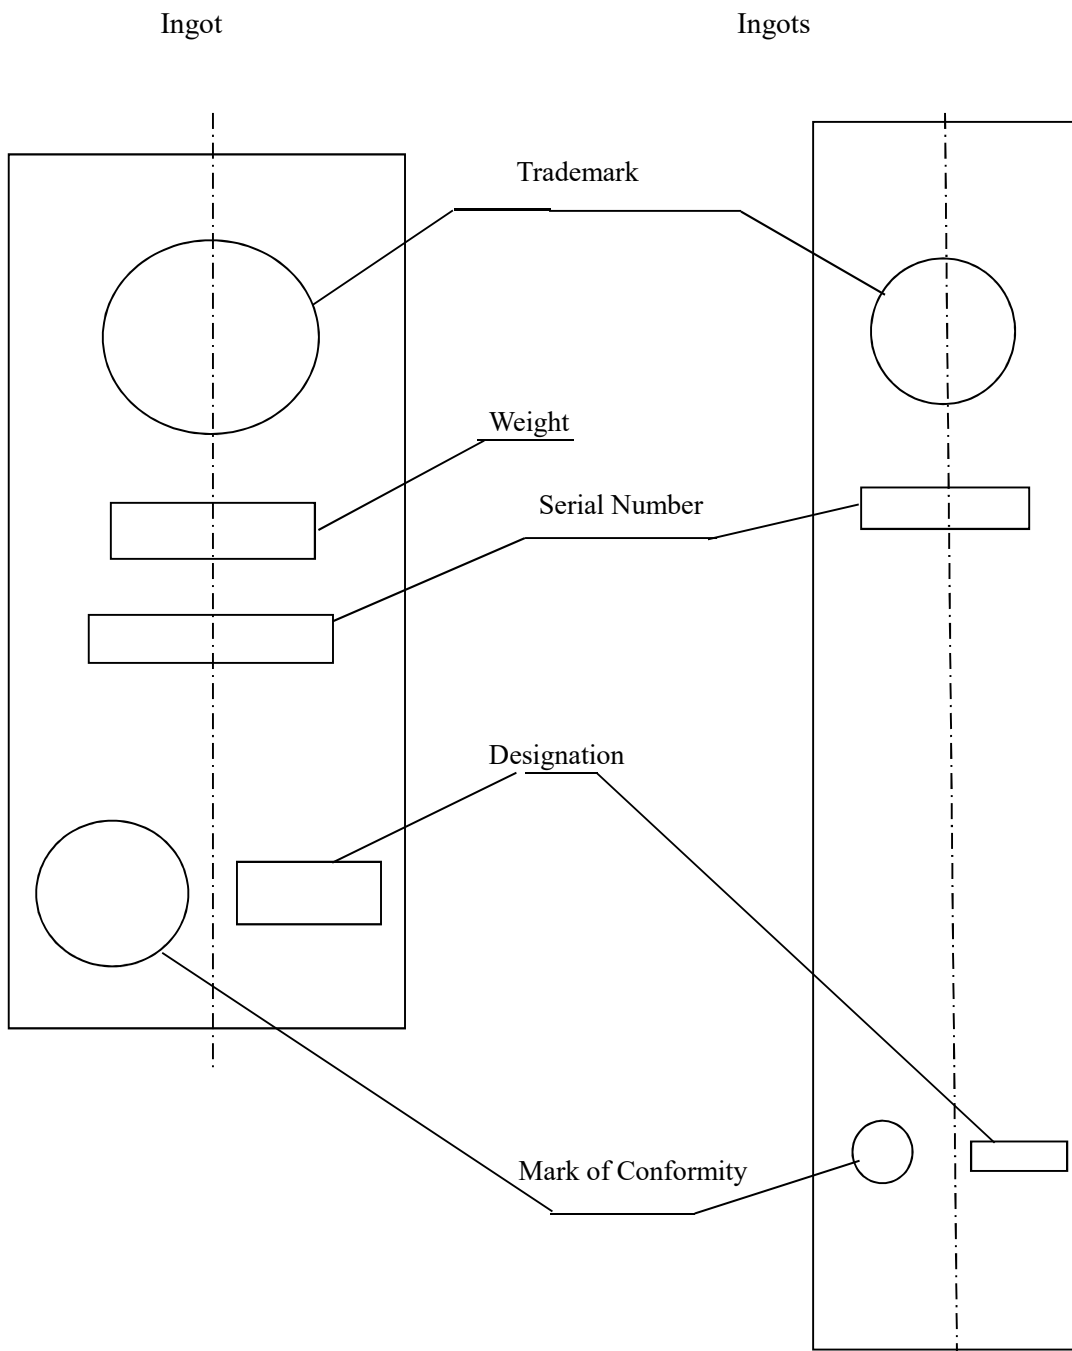 Ingot
Ingots
Trademark
Weight
Serial Number
Designation
Mark of Conformity